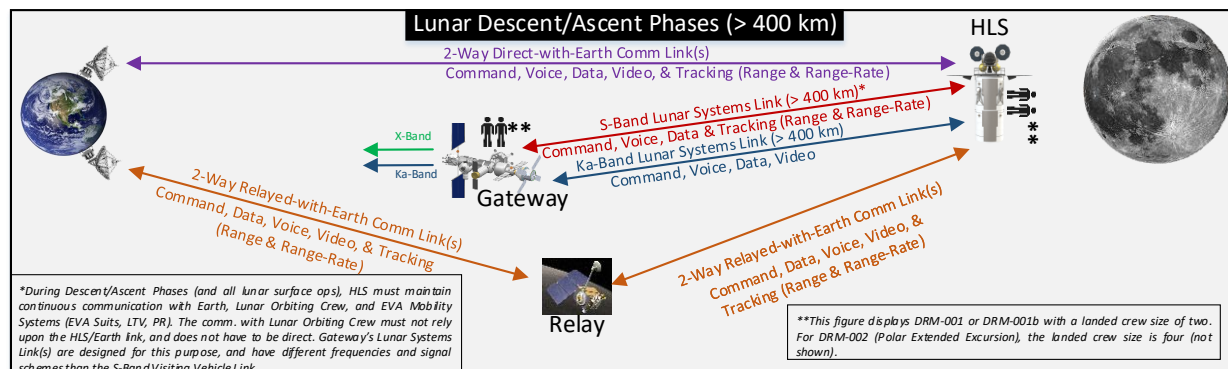 Lunar Descent/Ascent Phases (> 400 km)
HLS
2-Way Direct-with-Earth Comm Link(s)
Command, Voice, Data, Video, & Tracking (Range & Range-Rate)
S-Band Lunar Systems Link (> 400 km)*
Command, Voice, Data & Tracking (Range & Range-Rate)
Ka-Band Lunar Systems Link (> 400 km)
Command, Voice, Data, Video
**
**
X-Band
Ka-Band
Gateway
2-Way Relayed-with-Earth Comm Link(s)
Command, Data, Voice, Video, & Tracking
(Range & Range-Rate)
2-Way Relayed-with-Earth Comm Link(s)
Command, Data, Voice, Video, &
Tracking (Range & Range-Rate)
Relay
*During Descent/Ascent Phases (and all lunar surface ops), HLS must maintain
continuous communication with Earth, Lunar Orbiting Crew, and EVA Mobility
Systems (EVA Suits, LTV, PR). The comm. with Lunar Orbiting Crew must not rely
upon the HLS/Earth link, and does not have to be direct. Gateway's Lunar Systems
Link(s) are designed for this purpose, and have different frequencies and signal
schemes than the S-Band Visiting Vehicle Link.
**This figure displays DRM-001 or DRM-001b with a landed crew size of two.
For DRM-002 (Polar Extended Excursion), the landed crew size is four (not
shown).